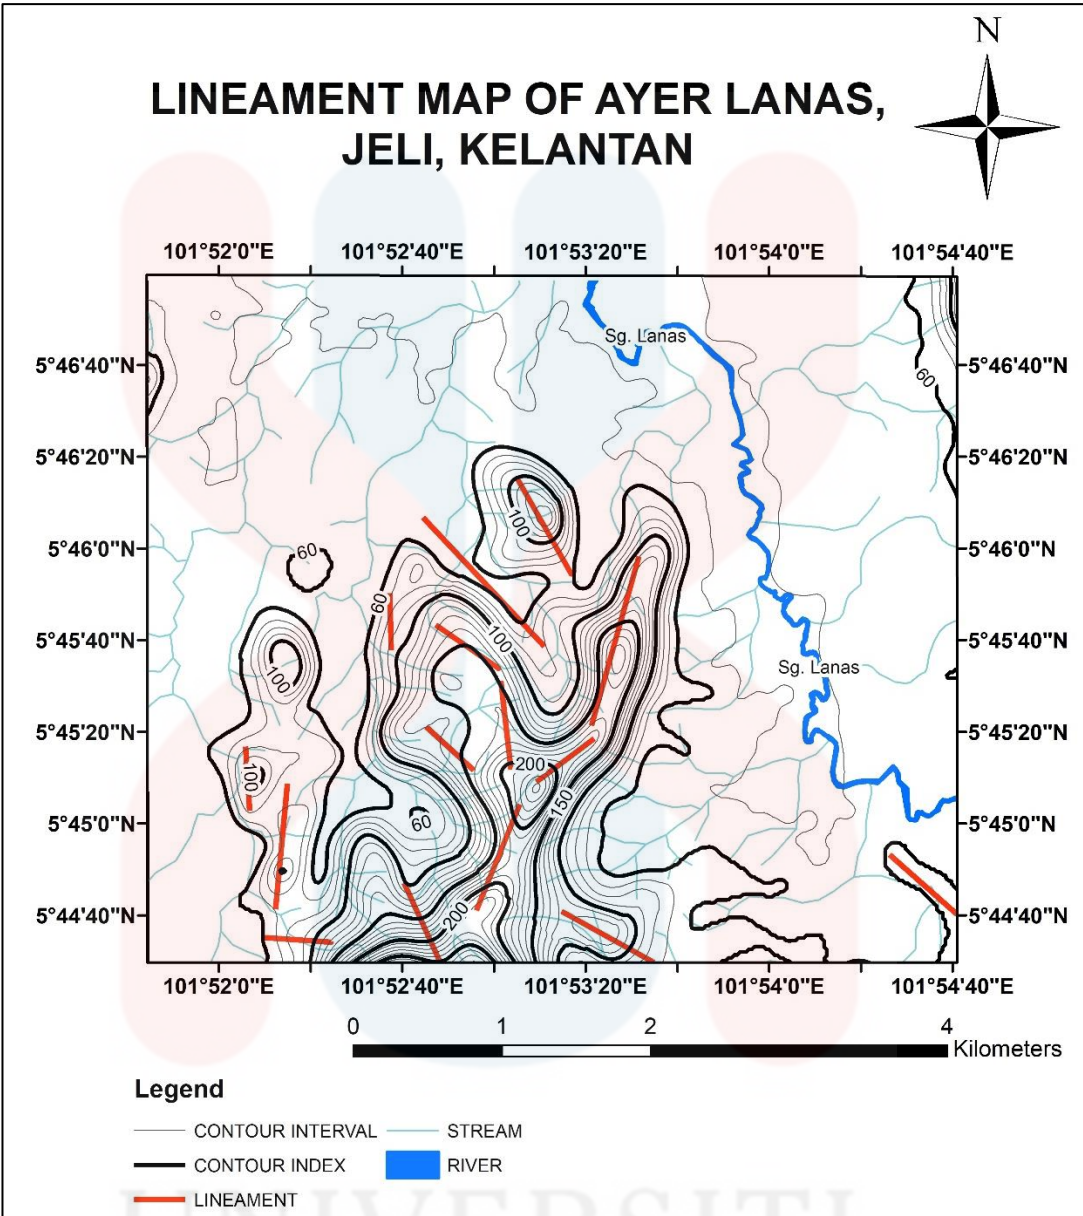 N
LINEAMENT MAP OF AYER LANAS,
JELI, KELANTAN
101°52'0"E 101°52'40"E 101°53'20"E 101°54'0"E 101°54'40"E
Sg. Lanas
5°46'40"N 5°46'40"N
60
5°46'20"N 5°46'20"N
100
5°46'0"N 60 5°46'0"N
60
5°45'40"N 100 5°45'40"N
100 Sg. Lanas
5°45'20"N 5°45'20"N
200
100
150
5°45'0"N 60 5°45'0"N
5°44'40"N 200 5°44'40"N
101°52'0"E 101°52'40"E 101°53'20"E 101°54'0"E 101°54'40"E
0 1 2 4
Kilometers
Legend
CONTOUR INTERVAL STREAM
CONTOUR INDEX RIVER
LINEAMENT
UNIVERSITI